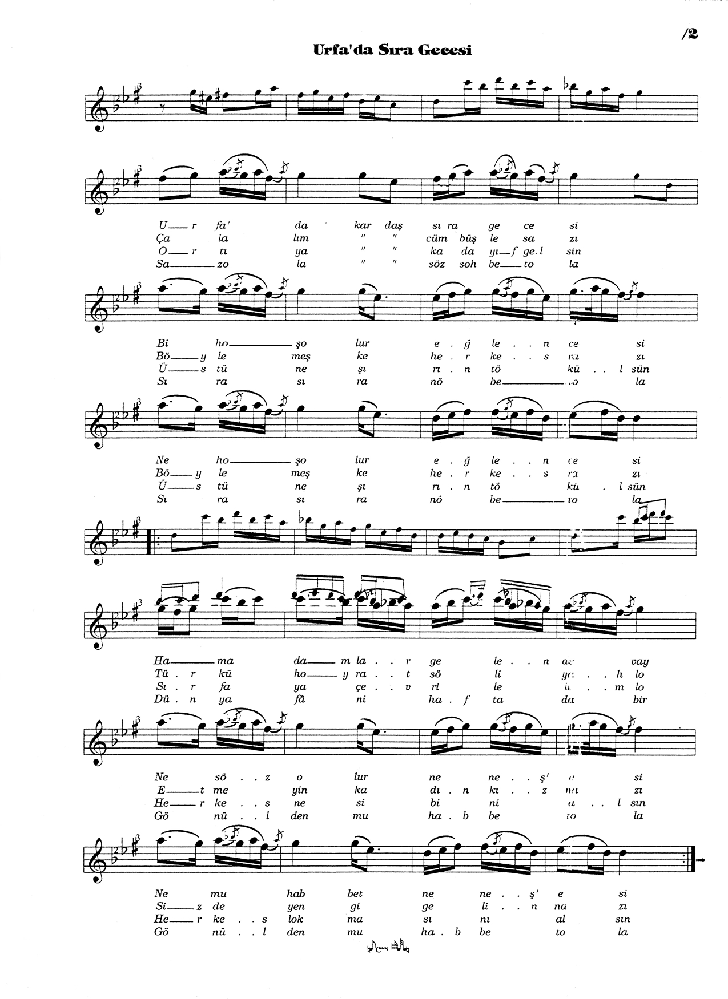 /2
Urfa'da Sıra Gecesi
U r fa' da kar daş sı ra ge ce si
Ça la lım " " cüm büş le sa zı
O r tı ya " " ka da yı f ge.l sin
Sa zo la " " söz soh be to la
Bi ho şo lur e . ğ le . . n ce si
Bö y le meş ke he . r ke . . s ra zı
Ü s tü ne şı rı . n tö kü . . l sün
Sı ra sı ra nö be to la
Ne ho şo lur e . ğ le . . n ce si
Bö y le meş ke he . r ke . . s ra zı
Ü s tü ne şı rı . n tö kü . l sün
Sı ra sı ra nö be to la
Ha ma da m la . . r ge le . . n vay
Tü . r kü ho y ra . . t sö li . . h lo
Sı . r fa ya çe . . v ri le . . m lo
Dü . n ya fâ ni ha . f ta da bir
Ne sö . . z o lur ne ne . . ş' e si
E t me yin ka dı . n kı . . z na zı
He r ke . . s ne si bi ni a . . l sın
Gö nü . . l den mu ha . b be to la
Ne mu hab bet ne ne . . ş' e si
Si z de yen gi ge li . . n na zı
He r ke . . s lok ma sı nı al sın
Gö nü . . l den mu ha . b be to la